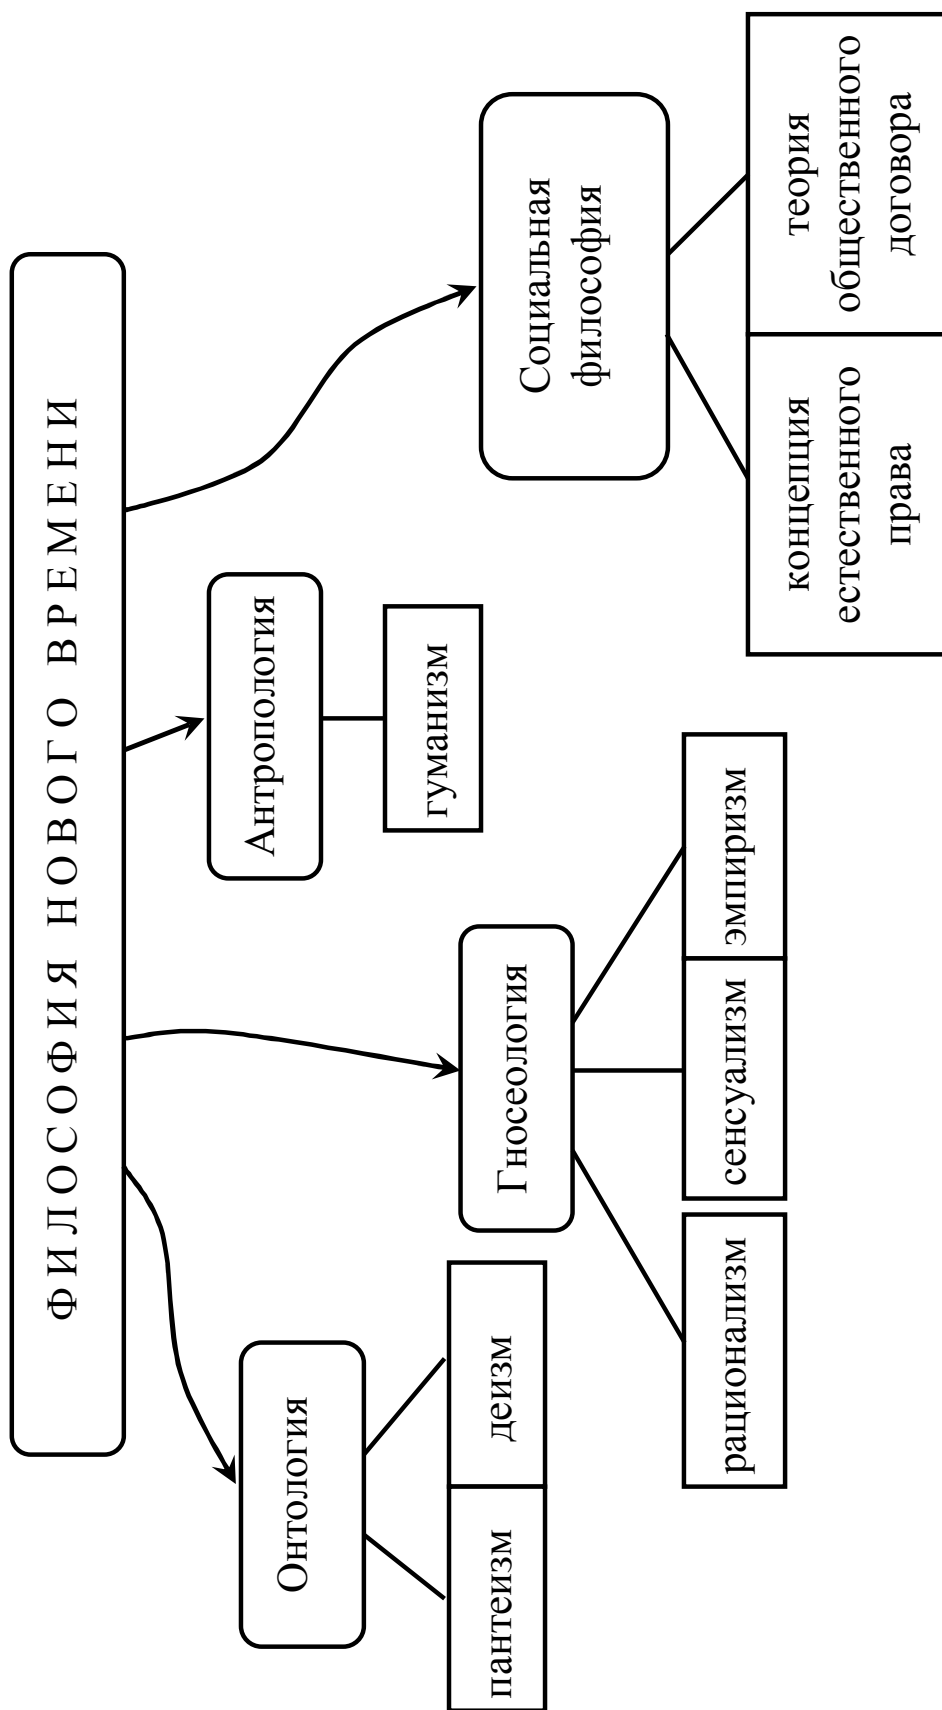 ФИЛОСОФИЯ НОВОГО ВРЕМЕНИ
Онтология
пантеизм
деизм
Гносеология
рационализм
сенсуализм
эмпиризм
Антропология
гуманизм
Социальная
философия
концепция
естественного
права
теория
общественного
договора